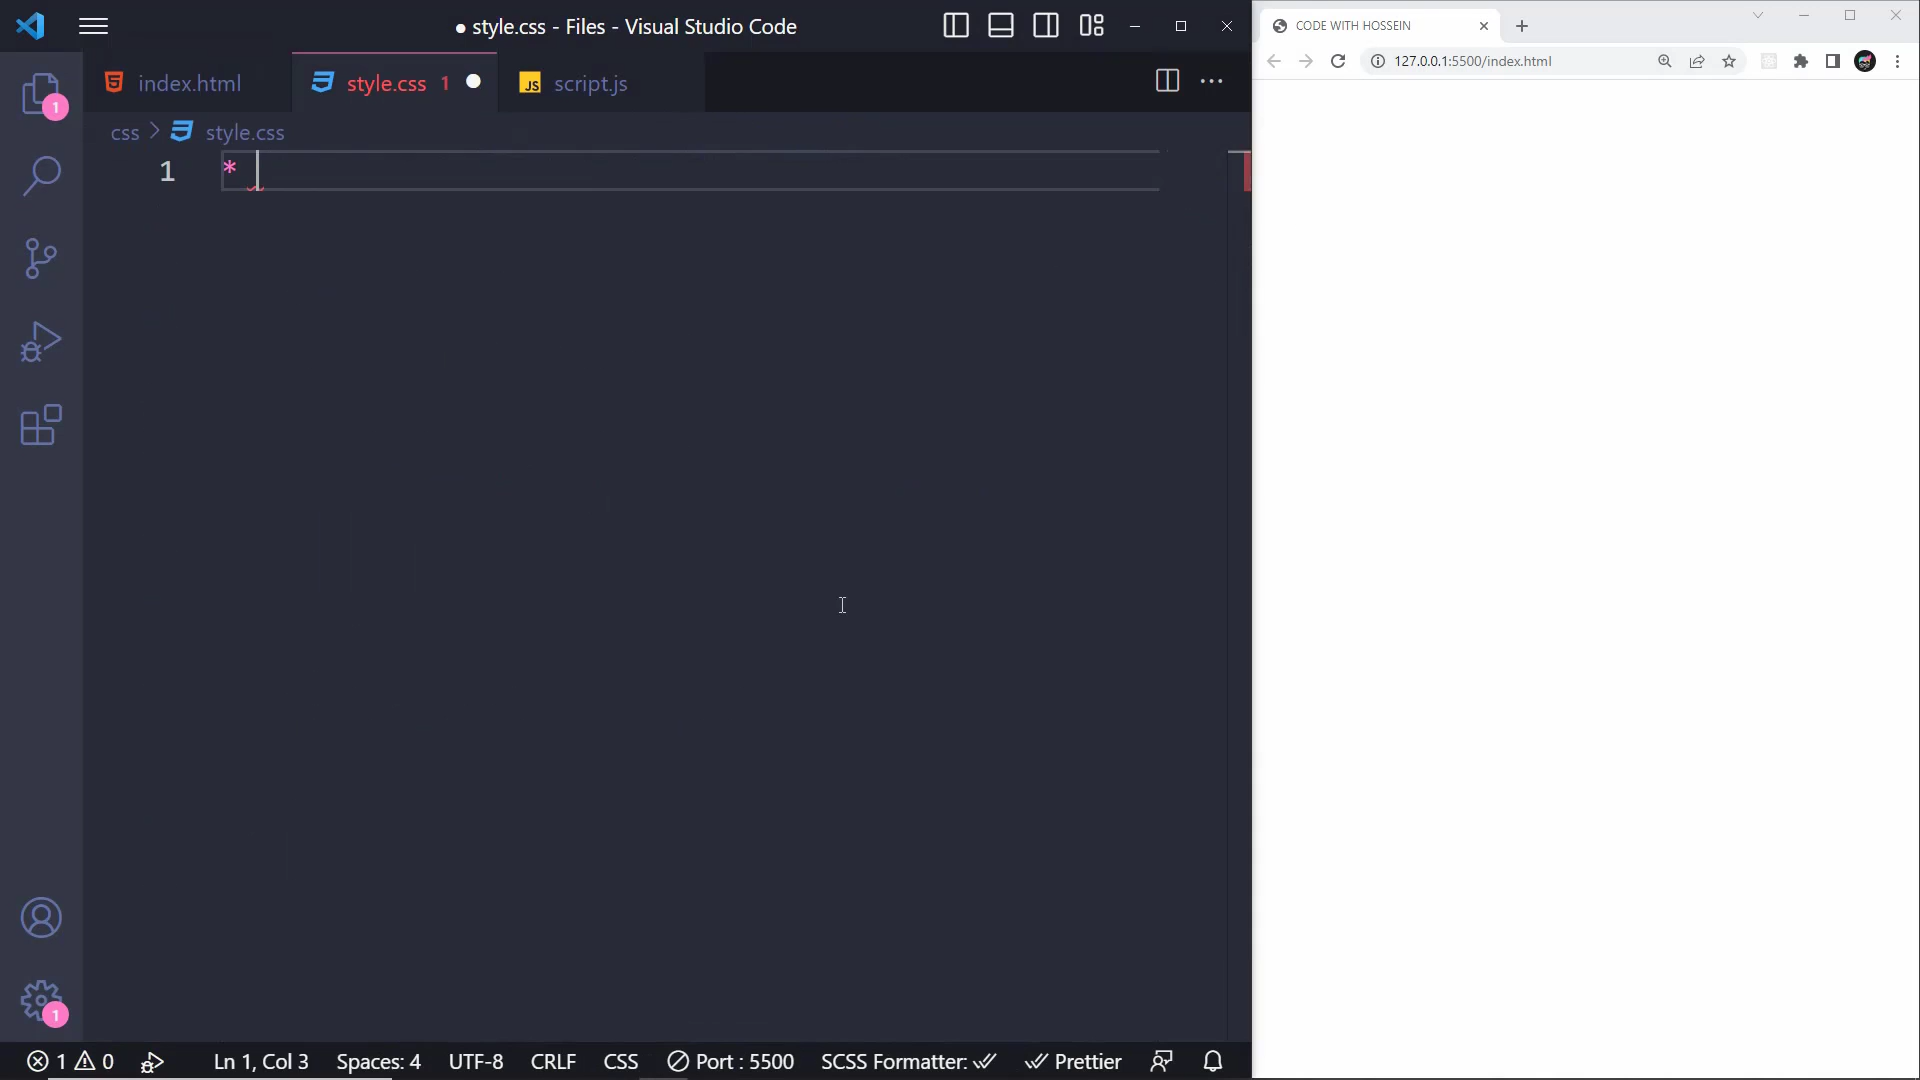 ● style.css - Files - Visual Studio Code
index.html
style.css 1
script.js
css > style.css
1 *
1
1
1 0
Ln 1, Col 3
Spaces: 4
UTF-8
CRLF
CSS
Port : 5500
SCSS Formatter:
Prettier
CODE WITH HOSSEIN
127.0.0.1:5500/index.html